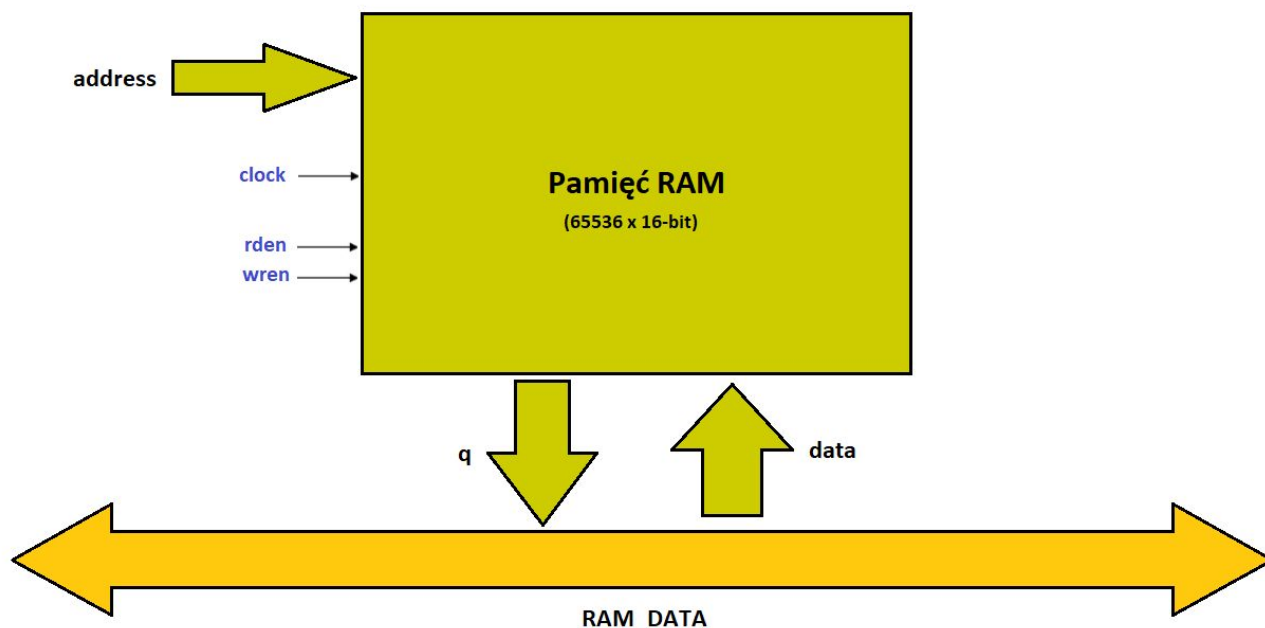 address
clock
Pamięć RAM
(65536 x 16-bit)
rden
wren
q
data
RAM DATA